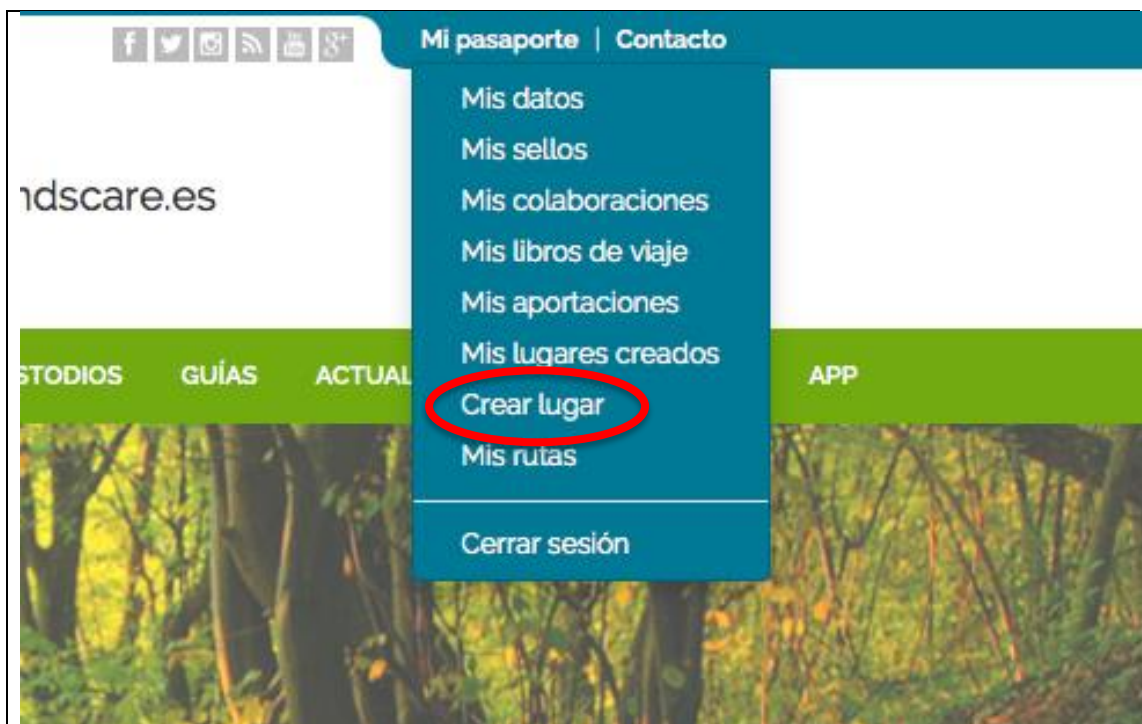 Mi pasaporte | Contacto
Mis datos
Mis sellos
ndscare.es
Mis colaboraciones
Mis libros de viaje
Mis aportaciones
Mis lugares creados
STODIOS GUÍAS ACTUAL APP
Crear lugar
Mis rutas
Cerrar sesión